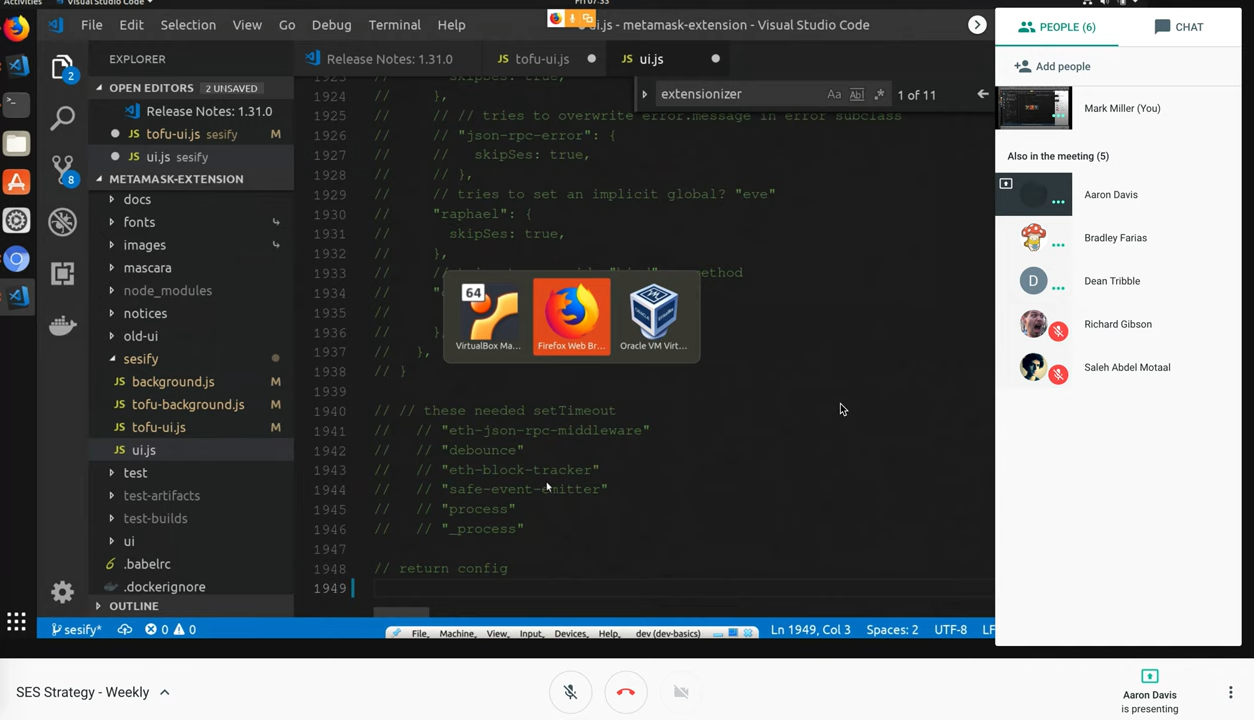 Activities
Visual Studio Code
Fri 07:33
File Edit Selection View Go Debug Terminal Help
ui.js - metamask-extension - Visual Studio Code
EXPLORER
OPEN EDITORS 2 UNSAVED
Release Notes: 1.31.0
tofu-ui.js sesify M
ui.js sesify
METAMASK-EXTENSION
docs
fonts
images
mascara
node_modules
notices
old-ui
sesify
background.js M
tofu-background.js M
tofu-ui.js M
ui.js
test
test-artifacts
test-builds
ui
.babelrc
.dockerignore
OUTLINE
2
8
Release Notes: 1.31.0
JS tofu-ui.js
JS ui.js
extensionizer Aa Abl 1 of 11
1923 // skipSes: true,
1924 // },
1925 // // tries to overwrite error.message in error subclass
1926 // "json-rpc-error": {
1927 // skipSes: true,
1928 // },
1929 // // tries to set an implicit global? "eve"
1930 // "raphael": {
1931 // skipSes: true,
1932 // },
1933 // method
1934 //
1935 //
1936 //
1937 // },
1938 // }
1939
1940 // // these needed setTimeout
1941 // // "eth-json-rpc-middleware"
1942 // // "debounce"
1943 // // "eth-block-tracker"
1944 // // "safe-event-emitter"
1945 // // "process"
1946 // // "_process"
1947
1948 // return config
1949
64
VirtualBox Ma...
Firefox Web Br...
Oracle VM Virt...
sesify* 0 0
File, Machine, View, Input, Devices, Help, dev (dev-basics)
Ln 1949, Col 3 Spaces: 2 UTF-8 LF
PEOPLE (6) CHAT
Add people
Mark Miller (You)
Also in the meeting (5)
Aaron Davis
Bradley Farias
D Dean Tribble
Richard Gibson
Saleh Abdel Motaal
SES Strategy - Weekly
Aaron Davis
is presenting